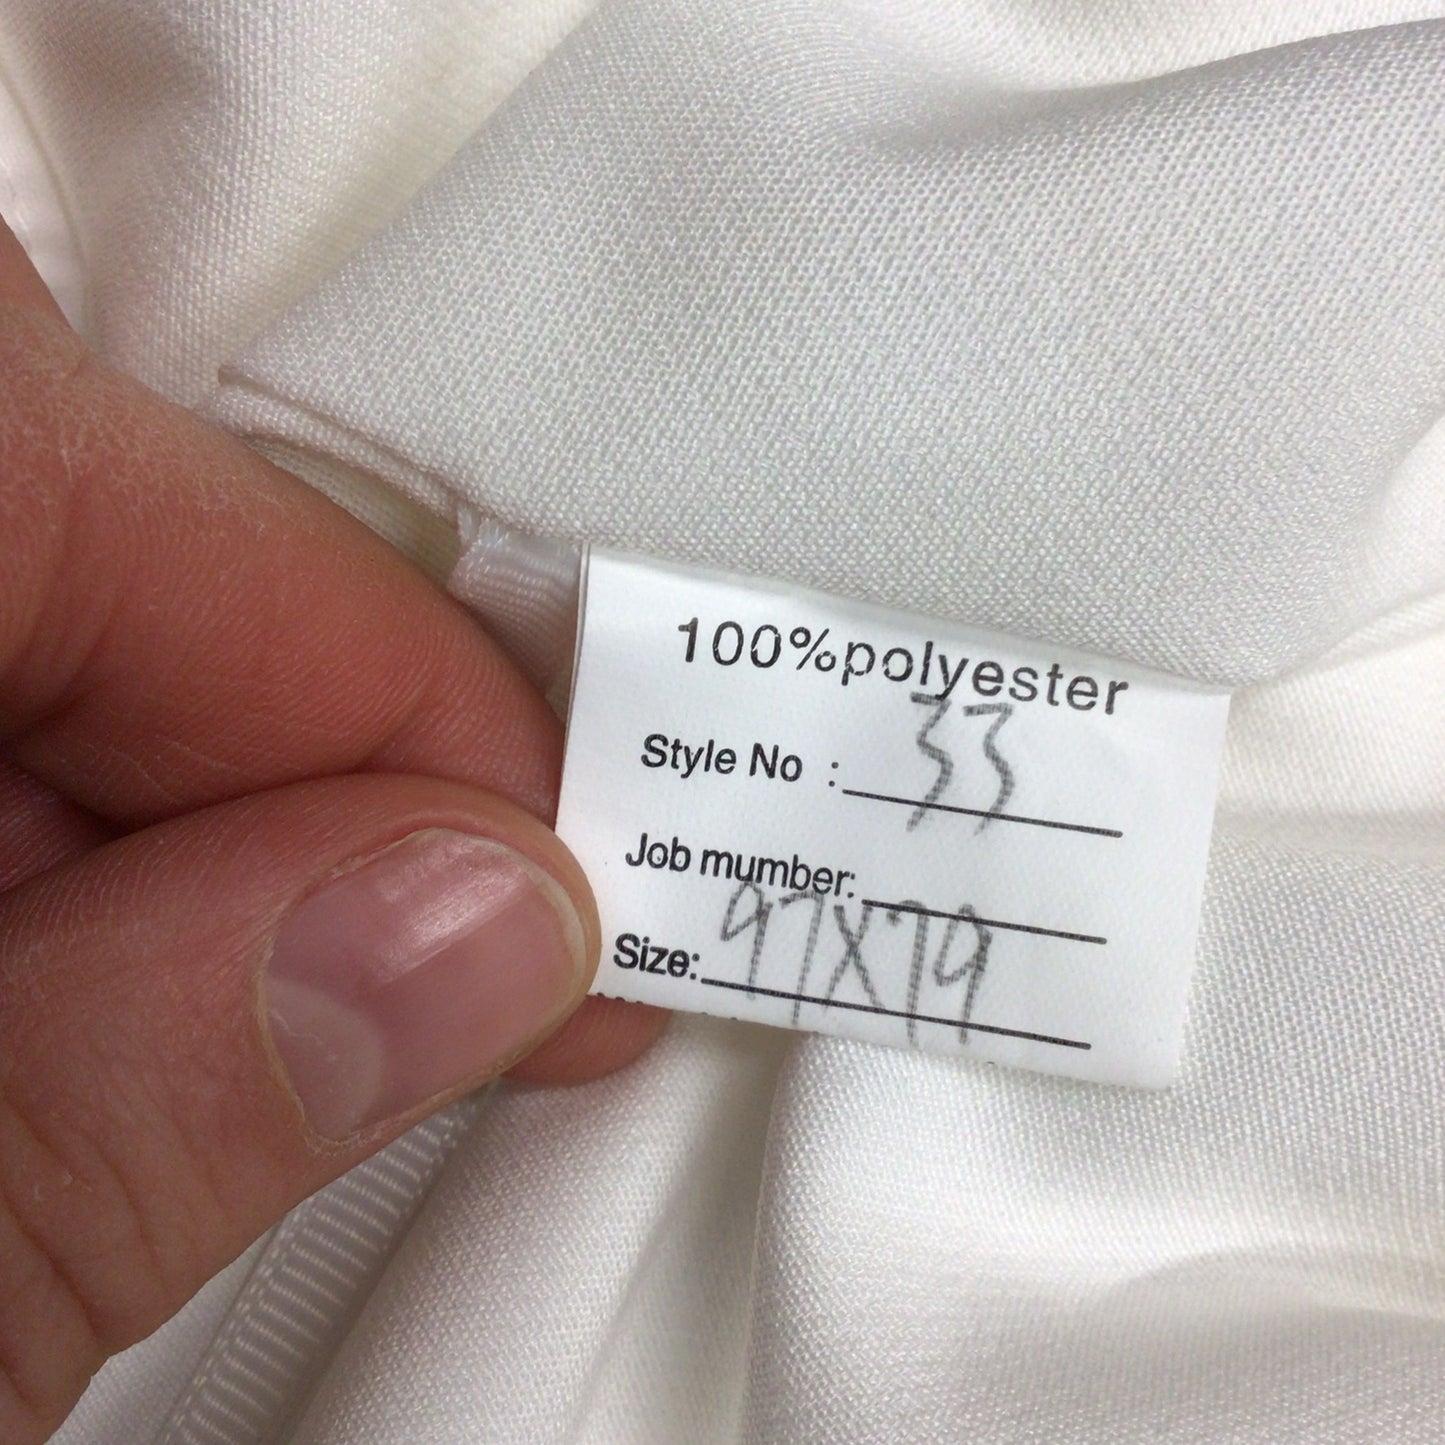 100%polyester
Style No : 33
Job mumber:
Size: 97X79